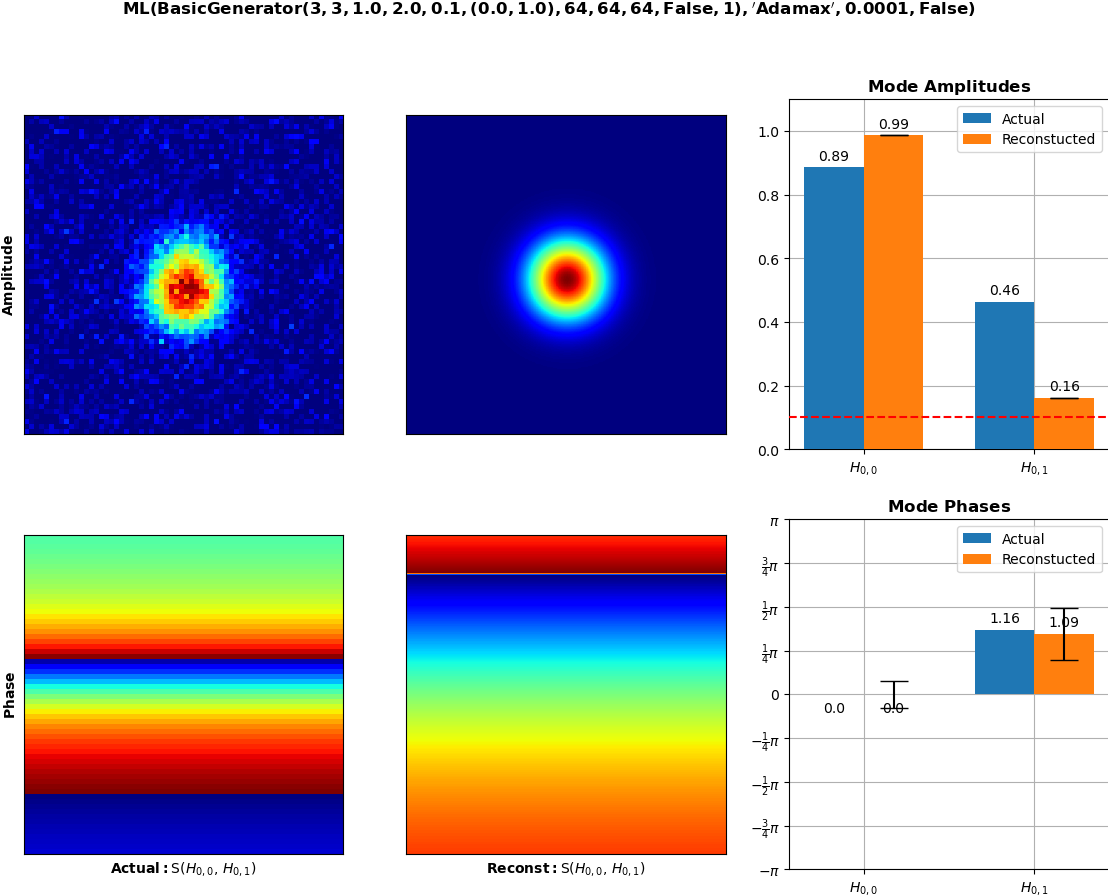 ML(BasicGenerator(3, 3, 1.0, 2.0, 0.1, (0.0, 1.0), 64, 64, 64, False, 1), ′Adamax′, 0.0001, False)
Amplitude
Mode Amplitudes
Actual
Reconstucted
1.0
0.8
0.6
0.4
0.2
0.0
0.89
0.99
0.46
0.16
H0, 0
H0, 1
Phase
Actual: S(H0, 0, H0, 1)
Reconst: S(H0, 0, H0, 1)
Mode Phases
Actual
Reconstucted
π
3/4π
1/2π
1/4π
0
−1/4π
−1/2π
−3/4π
−π
0.0
0.0
1.16
1.09
H0, 0
H0, 1